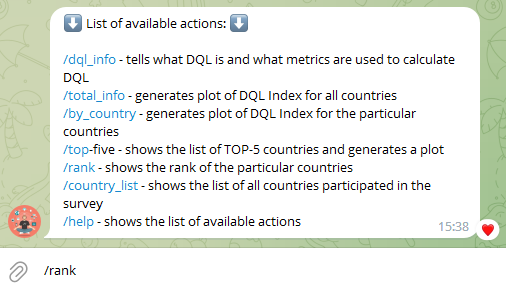 ⬇️ List of available actions: ⬇️
/dql_info - tells what DQL is and what metrics are used to calculate
DQL
/total_info - generates plot of DQL Index for all countries
/by_country - generates plot of DQL Index for the particular
countries
/top-five - shows the list of TOP-5 countries and generates a plot
/rank - shows the rank of the particular countries
/country_list - shows the list of all countries participated in the
survey
/help - shows the list of available actions
15:38
/rank